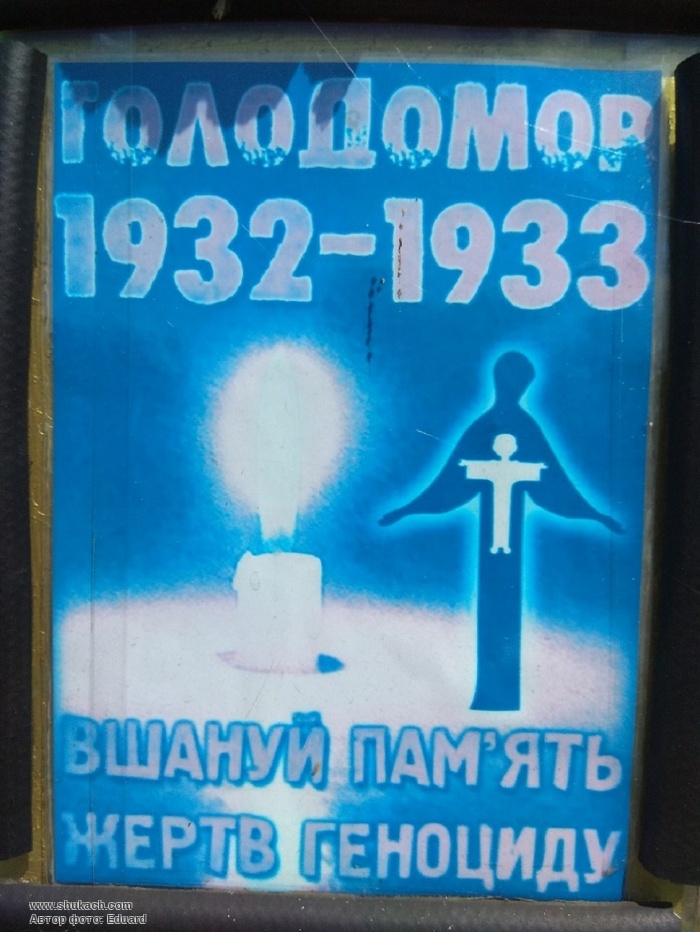 ГОЛОДОМОР
1932-1933
ВШАНУЙ ПАМ'ЯТЬ
ЖЕРТВ ГЕНОЦИДУ
www.shukach.com
Автор фото: Eduard